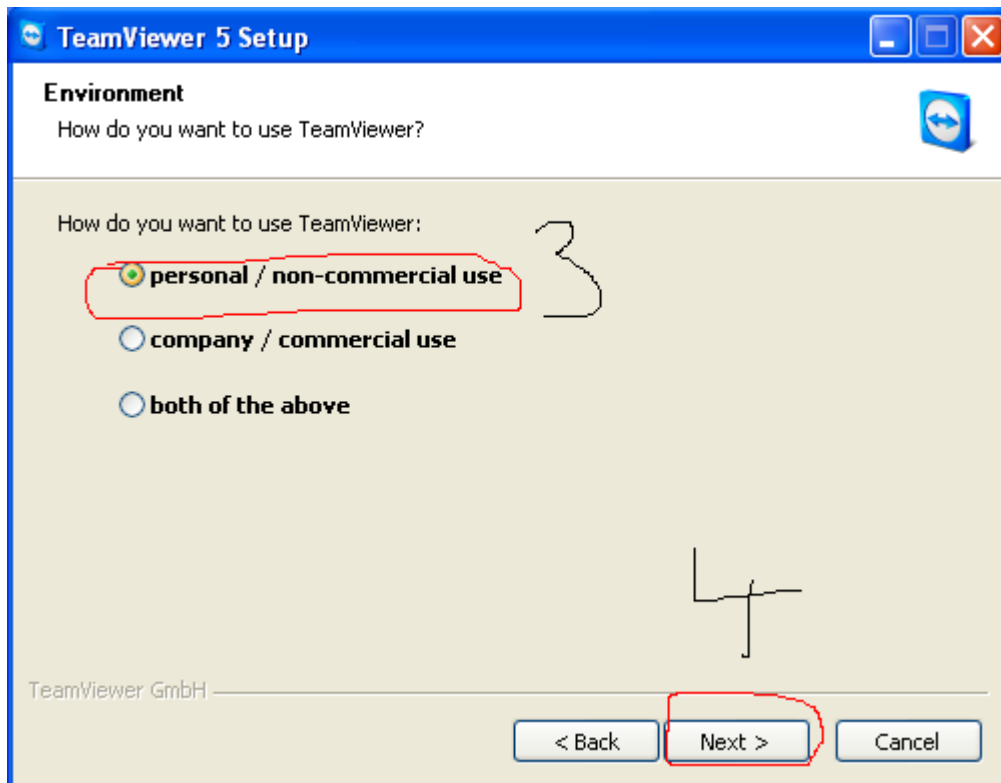 TeamViewer 5 Setup
Environment
How do you want to use TeamViewer?
How do you want to use TeamViewer:
3
personal / non-commercial use
company / commercial use
both of the above
4
TeamViewer GmbH
< Back Next > Cancel